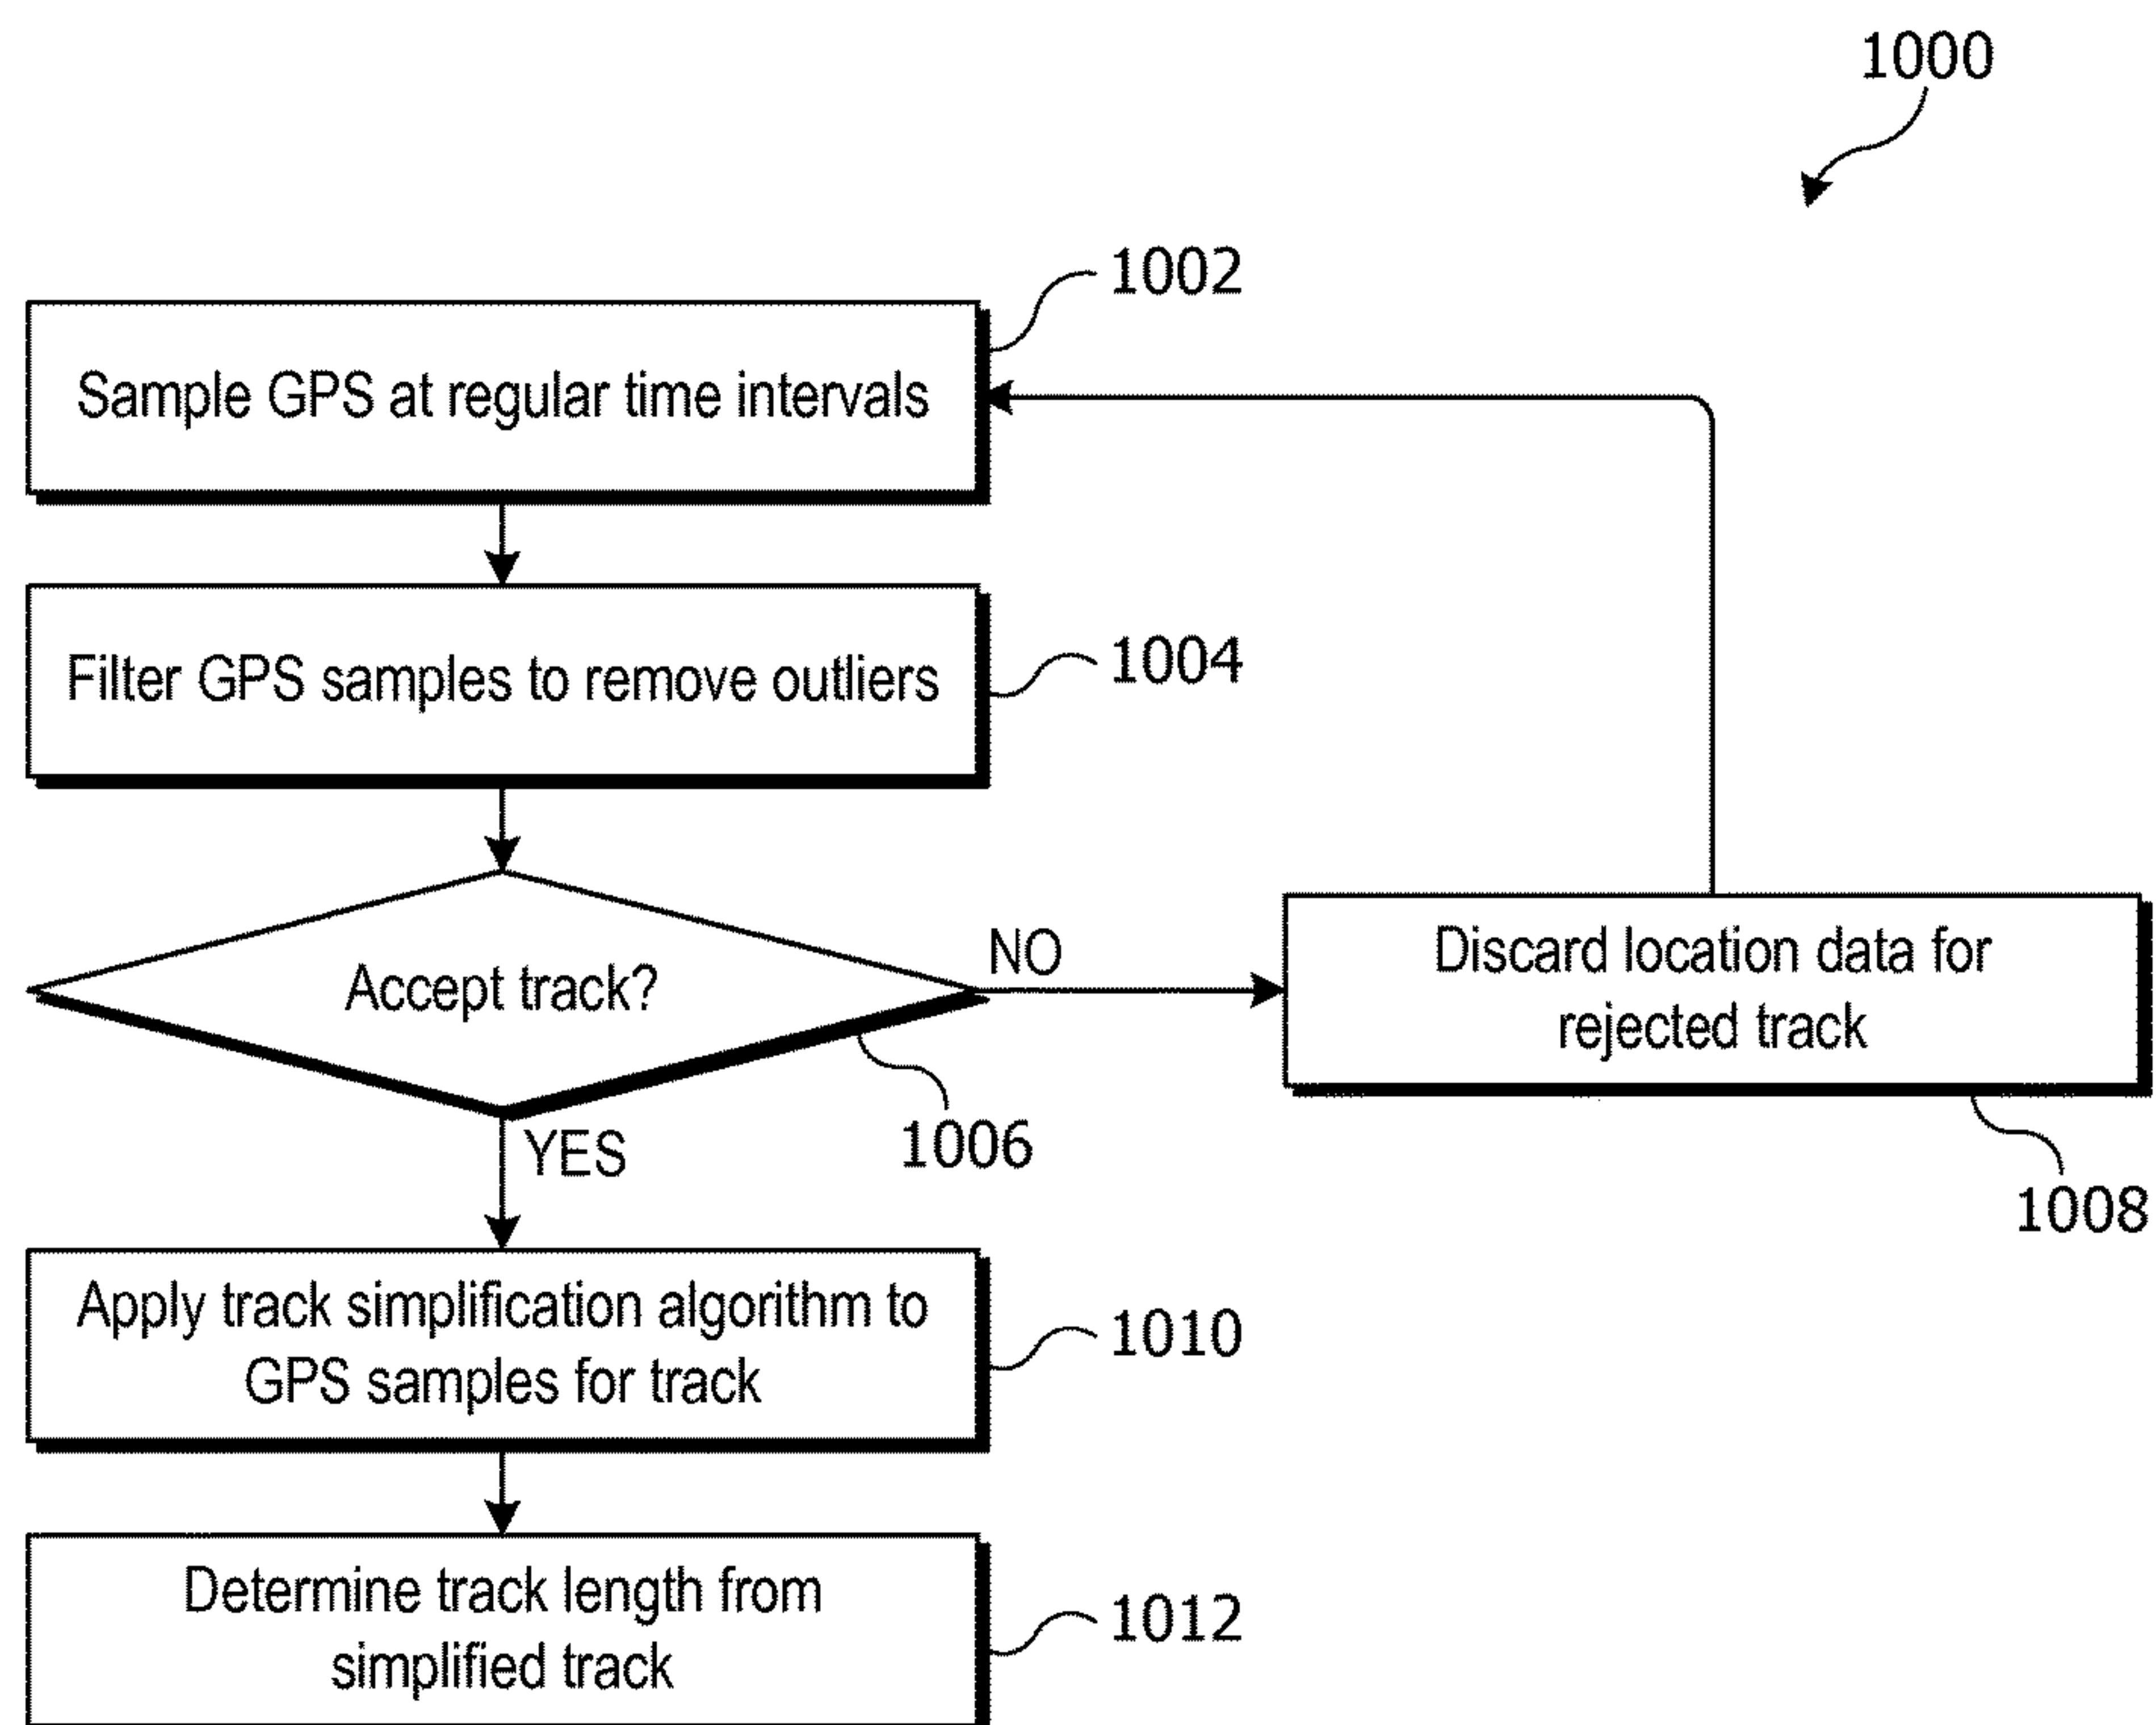 1000
1002
Sample GPS at regular time intervals
Filter GPS samples to remove outliers
1004
Accept track?
NO
Discard location data for
rejected track
YES
1006
1008
Apply track simplification algorithm to
GPS samples for track
1010
Determine track length from
simplified track
1012